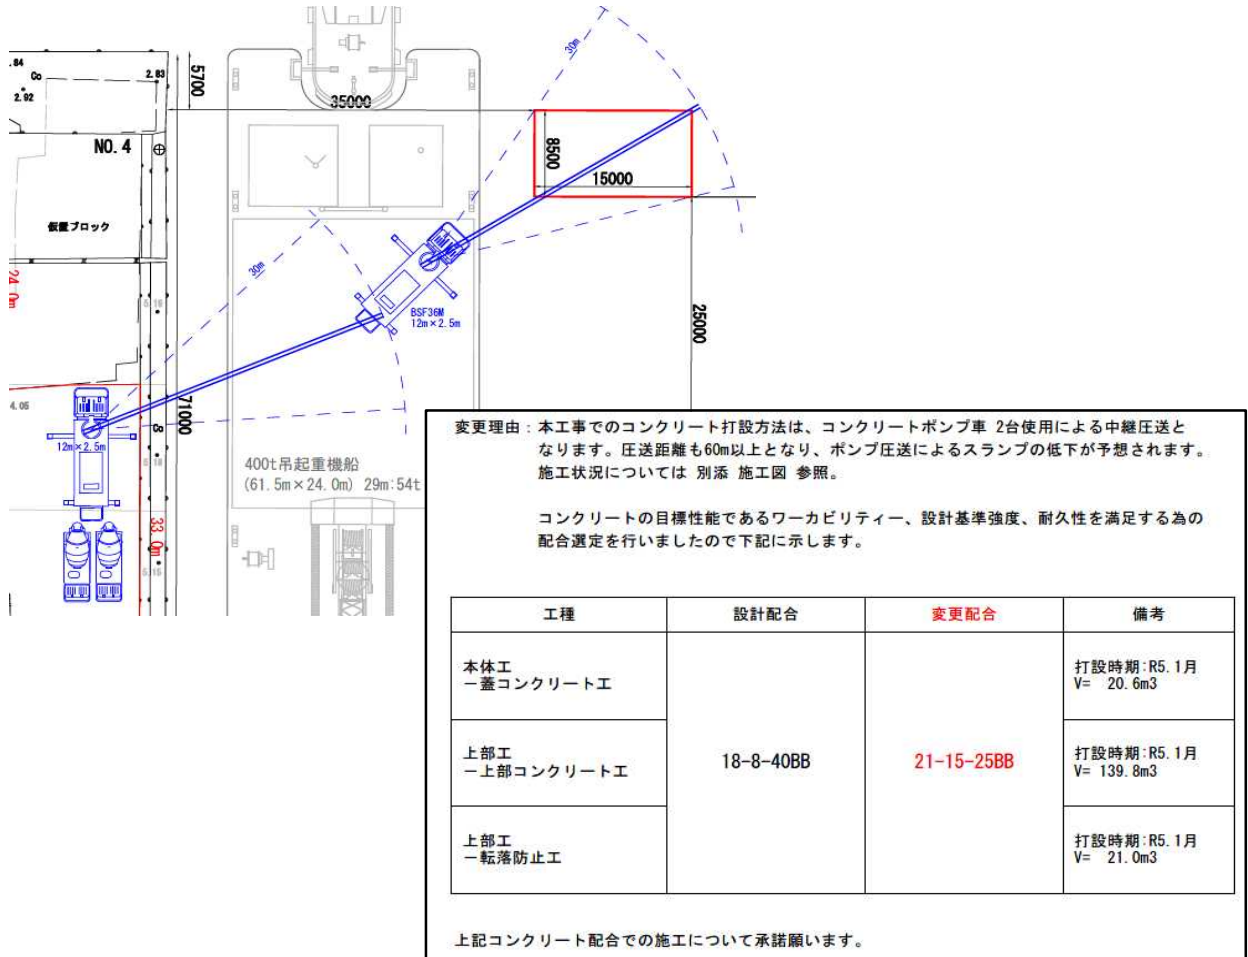 .84
Co
2.92
2.83
5700
35000
30m
NO.4
8500
15000
仮置ブロック
30m
24.0m
5.16
BSF36M
12m×2.5m
25000
4.05
71000
Co
12m×2.5m
5.18
400t吊起重機船
(61.5m×24.0m) 29m:54t
33.0m
5.15
変更理由：本工事でのコンクリート打設方法は、コンクリートポンプ車 2台使用による中継圧送と
なります。圧送距離も60m以上となり、ポンプ圧送によるスランプの低下が予想されます。
施工状況については 別添 施工図 参照。
コンクリートの目標性能であるワーカビリティー、設計基準強度、耐久性を満足する為の
配合選定を行いましたので下記に示します。
工種 設計配合 変更配合 備考
本体工
－蓋コンクリート工
打設時期:R5.1月
V= 20.6m3
上部工
－上部コンクリート工
18-8-40BB 21-15-25BB
打設時期:R5.1月
V= 139.8m3
上部工
－転落防止工
打設時期:R5.1月
V= 21.0m3
上記コンクリート配合での施工について承諾願います。